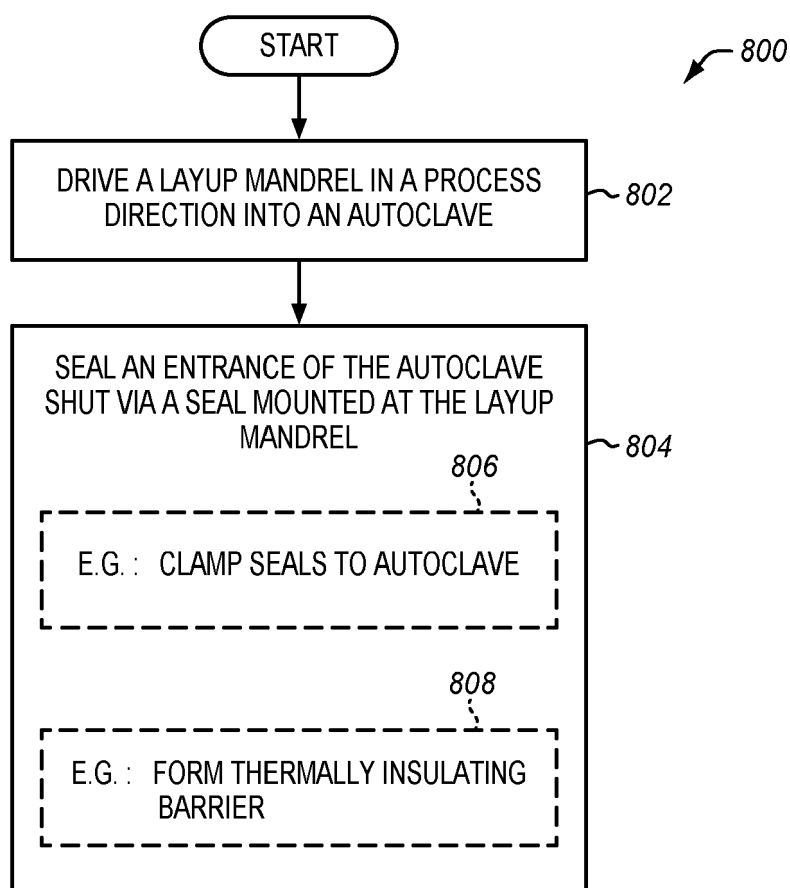 START
800
DRIVE A LAYUP MANDREL IN A PROCESS
DIRECTION INTO AN AUTOCLAVE
802
SEAL AN ENTRANCE OF THE AUTOCLAVE
SHUT VIA A SEAL MOUNTED AT THE LAYUP
MANDREL
804
806
E.G. : CLAMP SEALS TO AUTOCLAVE
808
E.G. : FORM THERMALLY INSULATING
BARRIER